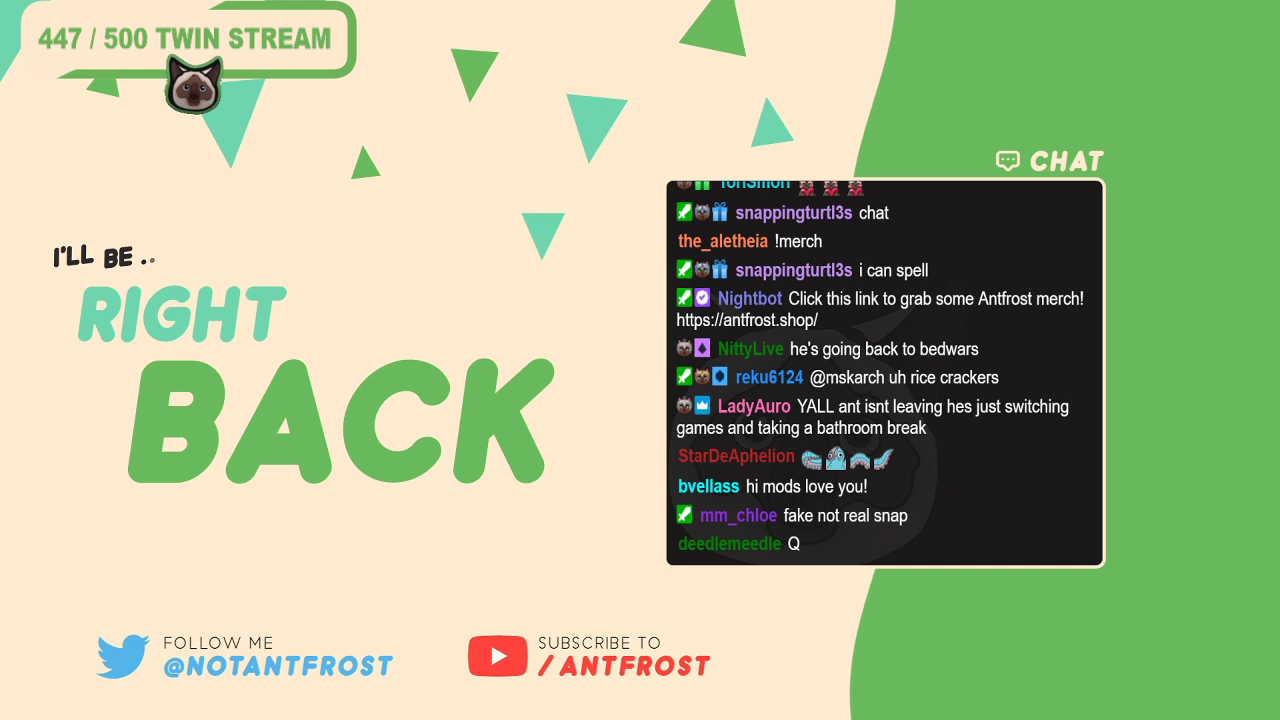 447 / 500 TWIN STREAM
I'LL BE ..
RIGHT
BACK
CHAT
snappingturtl3s chat
the_aletheia !merch
snappingturtl3s i can spell
Nightbot Click this link to grab some Antfrost merch!
https://antfrost.shop/
NittyLive he's going back to bedwars
reku6124 @mskarch uh rice crackers
LadyAuro YALL ant isnt leaving hes just switching
games and taking a bathroom break
StarDeAphelion
bvellass hi mods love you!
mm_chloe fake not real snap
deedlemeedle Q
FOLLOW ME
@NOTANTFROST
SUBSCRIBE TO
/ANTFROST